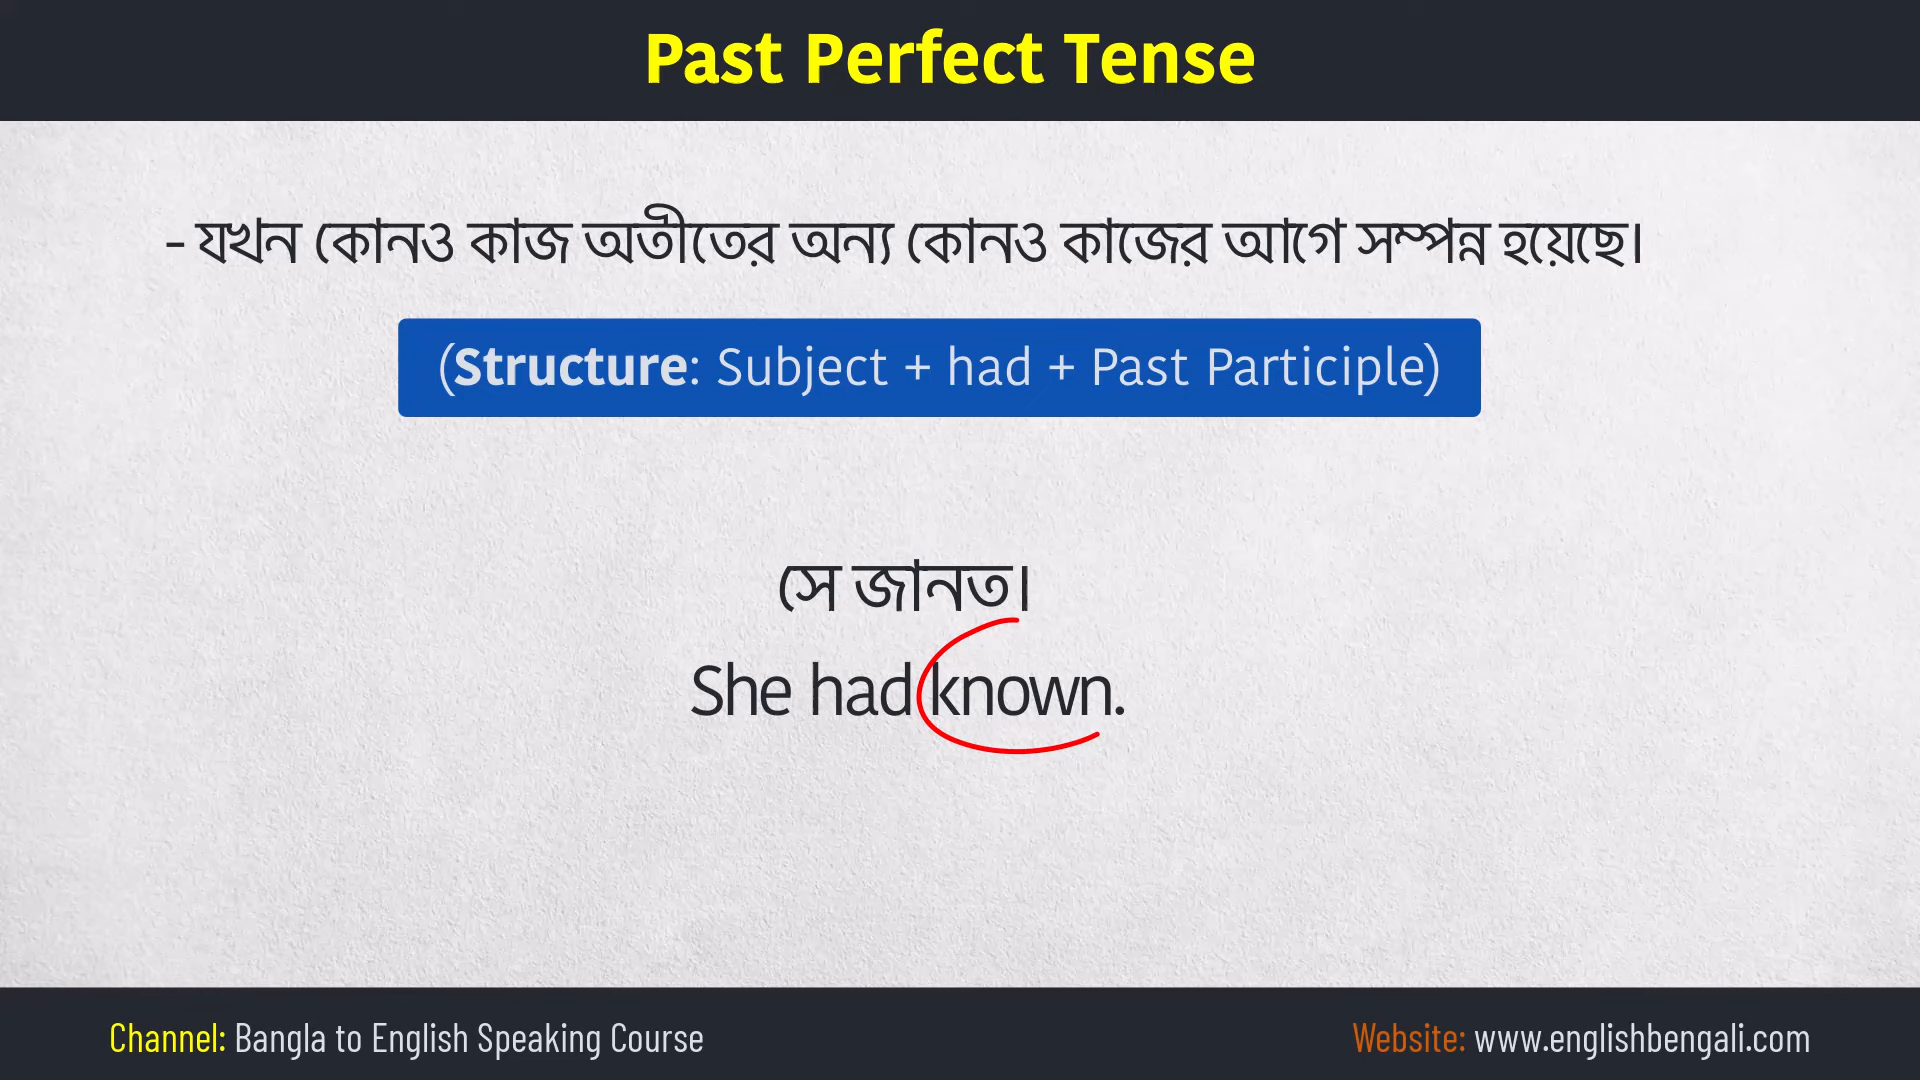 Past Perfect Tense
- যখন কোনও কাজ অতীতের অন্য কোনও কাজের আগে সম্পন্ন হয়েছে।
(Structure: Subject + had + Past Participle)
সে জানত।
She had known.
Channel: Bangla to English Speaking Course
Website: www.englishbengali.com